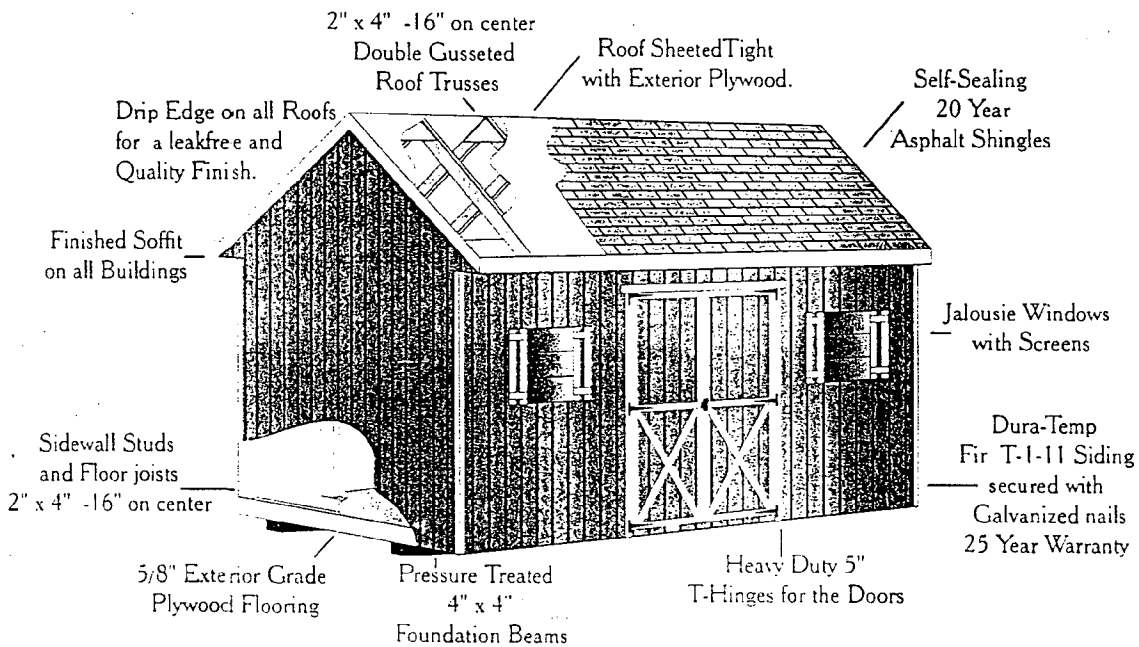 2" x 4" -16" on center
Double Gusseted
Roof Trusses
Roof SheetedTight
with Exterior Plywood.
Self-Sealing
20 Year
Asphalt Shingles
Drip Edge on all Roofs
for a leakfree and
Quality Finish.
Finished Soffit
on all Buildings
Jalousie Windows
with Screens
Sidewall Studs
and Floor joists
2" x 4" -16" on center
Dura-Temp
Fir T-1-11 Siding
secured with
Galvanized nails
25 Year Warranty
5/8" Exterior Grade
Plywood Flooring
Pressure Treated
4" x 4"
Foundation Beams
Heavy Duty 5"
T-Hinges for the Doors